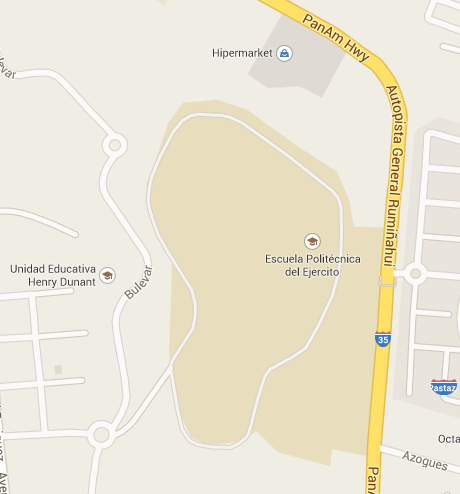 PanAm Hwy
Hipermarket
Autopista General Rumiñahui
Escuela Politécnica
del Ejercito
Unidad Educativa
Henry Dunant
Bulevar
35
Pastaz
Octa
Azogues
PanA